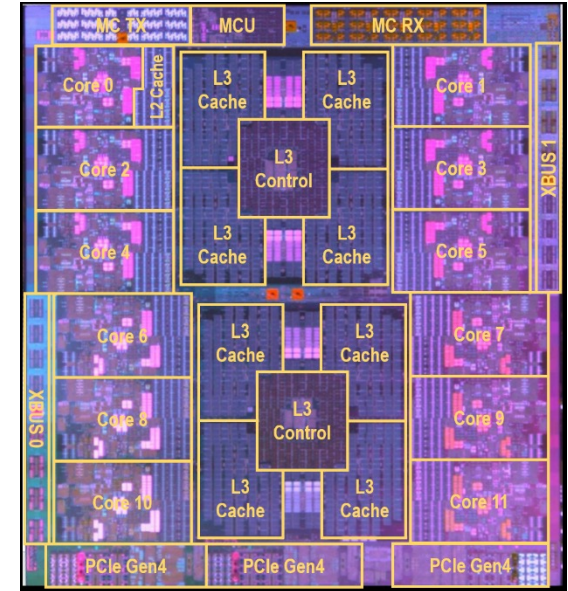 MC TX
MCU
MC RX
Core 0
L2 Cache
L3
Cache
L3
Cache
Core 1
XBUS 1
Core 2
L3
Control
Core 3
Core 4
L3
Cache
L3
Cache
Core 5
XBUS 0
Core 6
L3
Cache
L3
Cache
Core 7
Core 8
L3
Control
Core 9
Core 10
L3
Cache
L3
Cache
Core 11
PCIe Gen4
PCIe Gen4
PCIe Gen4